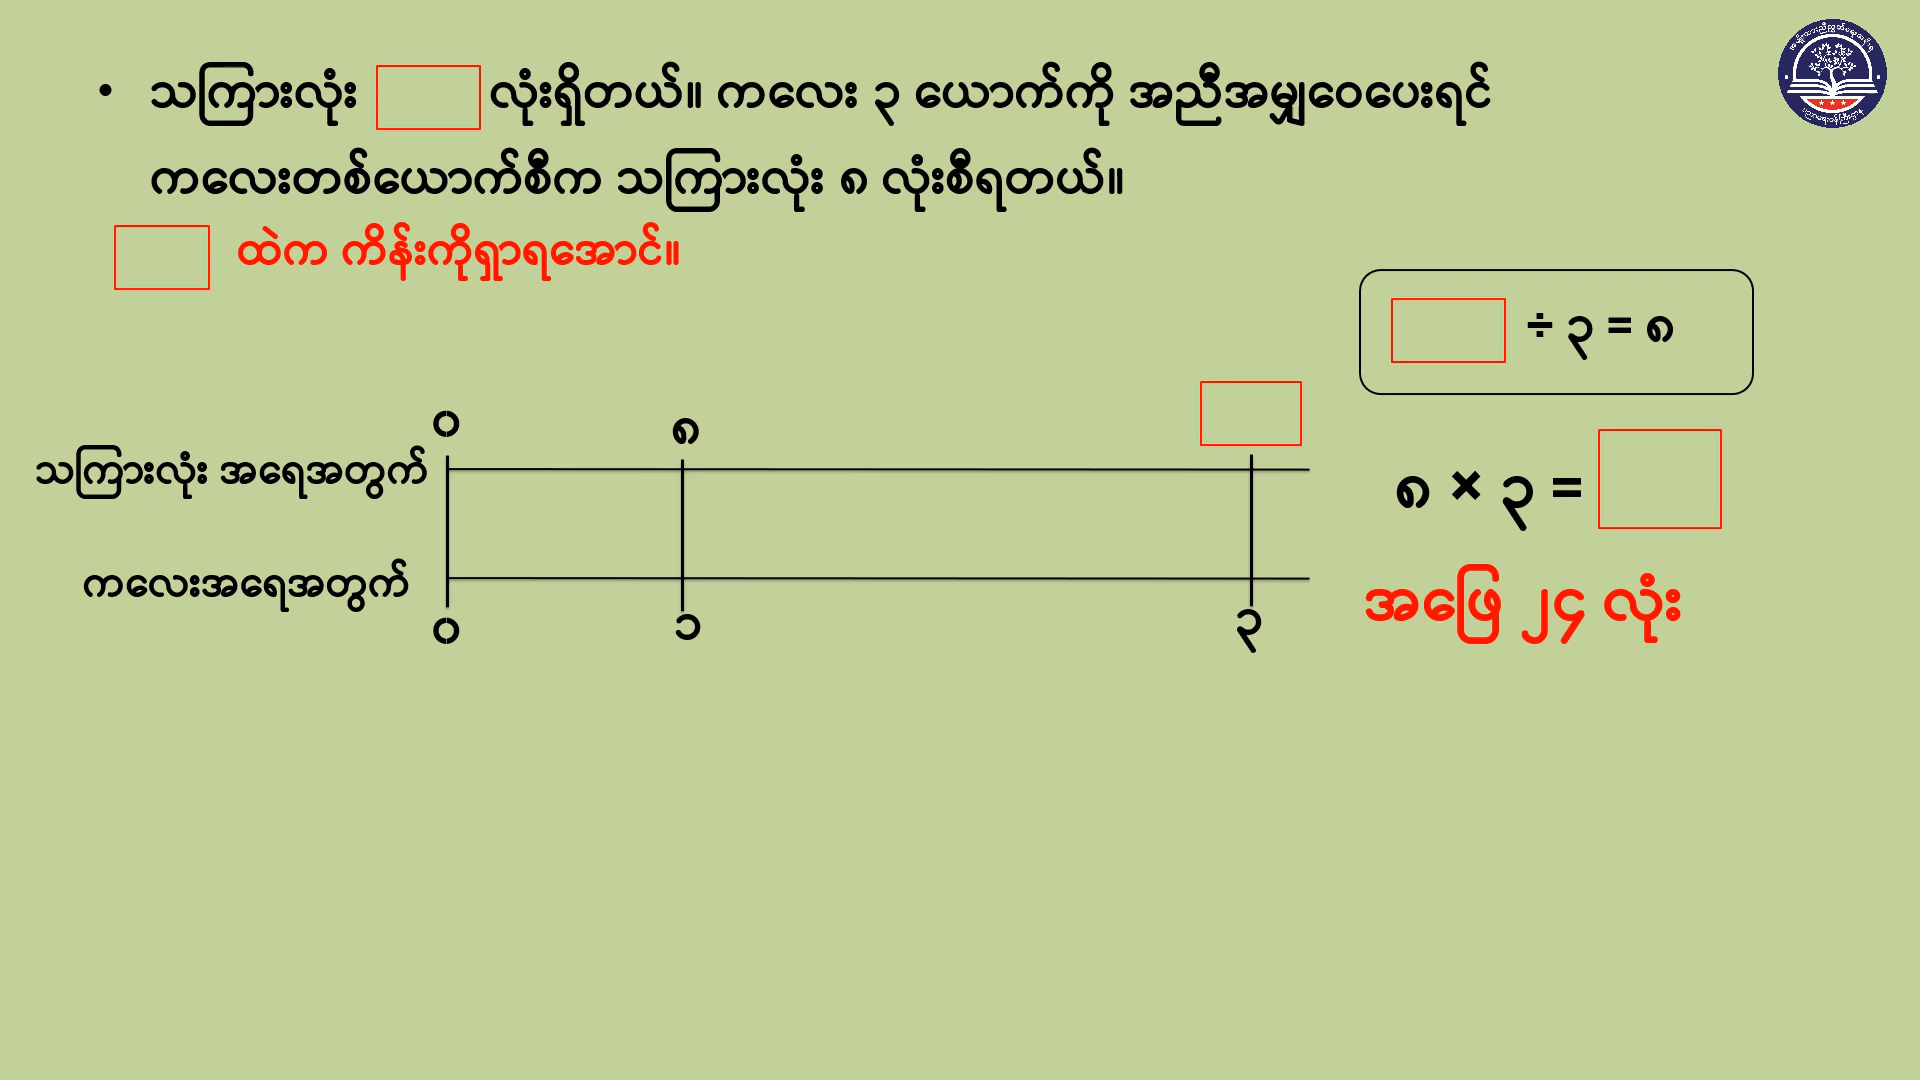 • သကြားလုံး လုံးရှိတယ်။ ကလေး ၃ ယောက်ကို အညီအမျှဝေပေးရင်
ကလေးတစ်ယောက်စီက သကြားလုံး ၈ လုံးစီရတယ်။
ထဲက ကိန်းကိုရှာရအောင်။
÷ ၃ = ၈
၀ ၈
သကြားလုံး အရေအတွက်
၈ × ၃ =
ကလေးအရေအတွက်
အဖြေ ၂၄ လုံး
၀ ၁ ၃